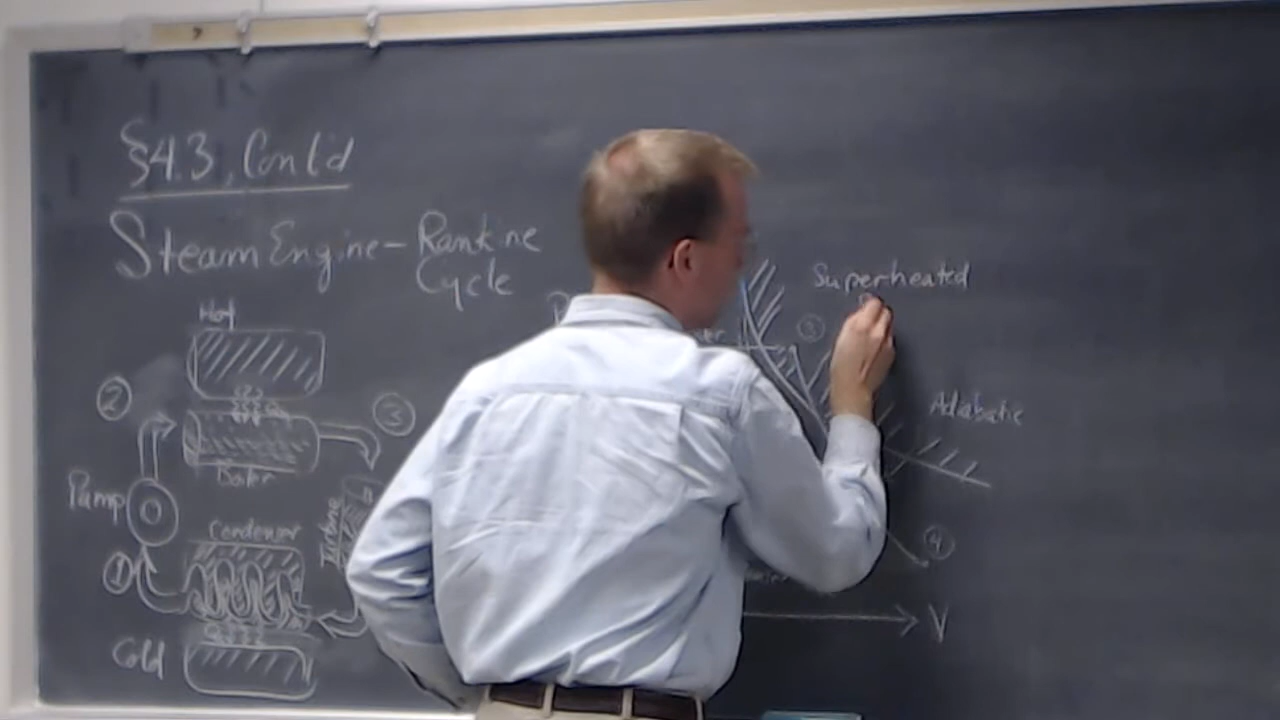 §4.3, Cont'd
Steam Engine - Rankine
Cycle
Hot
②
③
Boiler
Pump
Condenser
Turbine
①
Cold
P
Superheated
③
Adiabatic
④
V